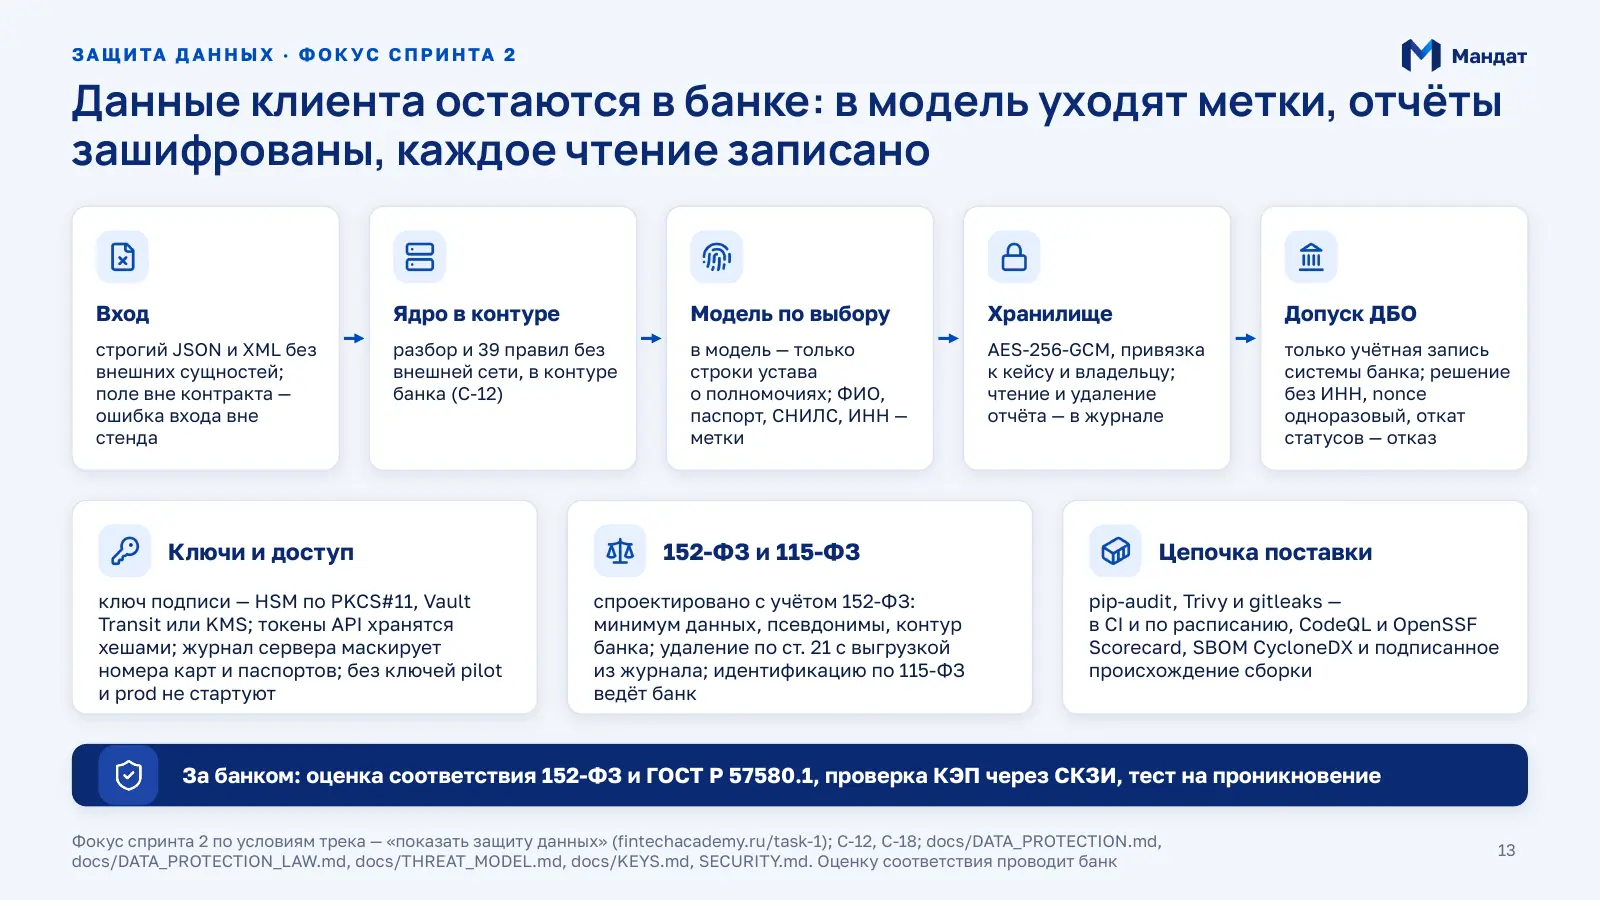 ЗАЩИТА ДАННЫХ · ФОКУС СПРИНТА 2
Мандат
Данные клиента остаются в банке: в модель уходят метки, отчёты
зашифрованы, каждое чтение записано
Вход
строгий JSON и XML без
внешних сущностей;
поле вне контракта —
ошибка входа вне
стенда
Ядро в контуре
разбор и 39 правил без
внешней сети, в контуре
банка (С-12)
Модель по выбору
в модель — только
строки устава
о полномочиях; ФИО,
паспорт, СНИЛС, ИНН —
метки
Хранилище
AES-256-GCM, привязка
к кейсу и владельцу;
чтение и удаление
отчёта — в журнале
Допуск ДБО
только учётная запись
системы банка; решение
без ИНН, nonce
одноразовый, откат
статусов — отказ
Ключи и доступ
ключ подписи — HSM по PKCS#11, Vault
Transit или KMS; токены API хранятся
хешами; журнал сервера маскирует
номера карт и паспортов; без ключей pilot
и prod не стартуют
152-ФЗ и 115-ФЗ
спроектировано с учётом 152-ФЗ:
минимум данных, псевдонимы, контур
банка; удаление по ст. 21 с выгрузкой
из журнала; идентификацию по 115-ФЗ
ведёт банк
Цепочка поставки
pip-audit, Trivy и gitleaks —
в CI и по расписанию, CodeQL и OpenSSF
Scorecard, SBOM CycloneDX и подписанное
происхождение сборки
За банком: оценка соответствия 152-ФЗ и ГОСТ Р 57580.1, проверка КЭП через СКЗИ, тест на проникновение
Фокус спринта 2 по условиям трека — «показать защиту данных» (fintechacademy.ru/task-1); С-12, С-18; docs/DATA_PROTECTION.md,
docs/DATA_PROTECTION_LAW.md, docs/THREAT_MODEL.md, docs/KEYS.md, SECURITY.md. Оценку соответствия проводит банк
13